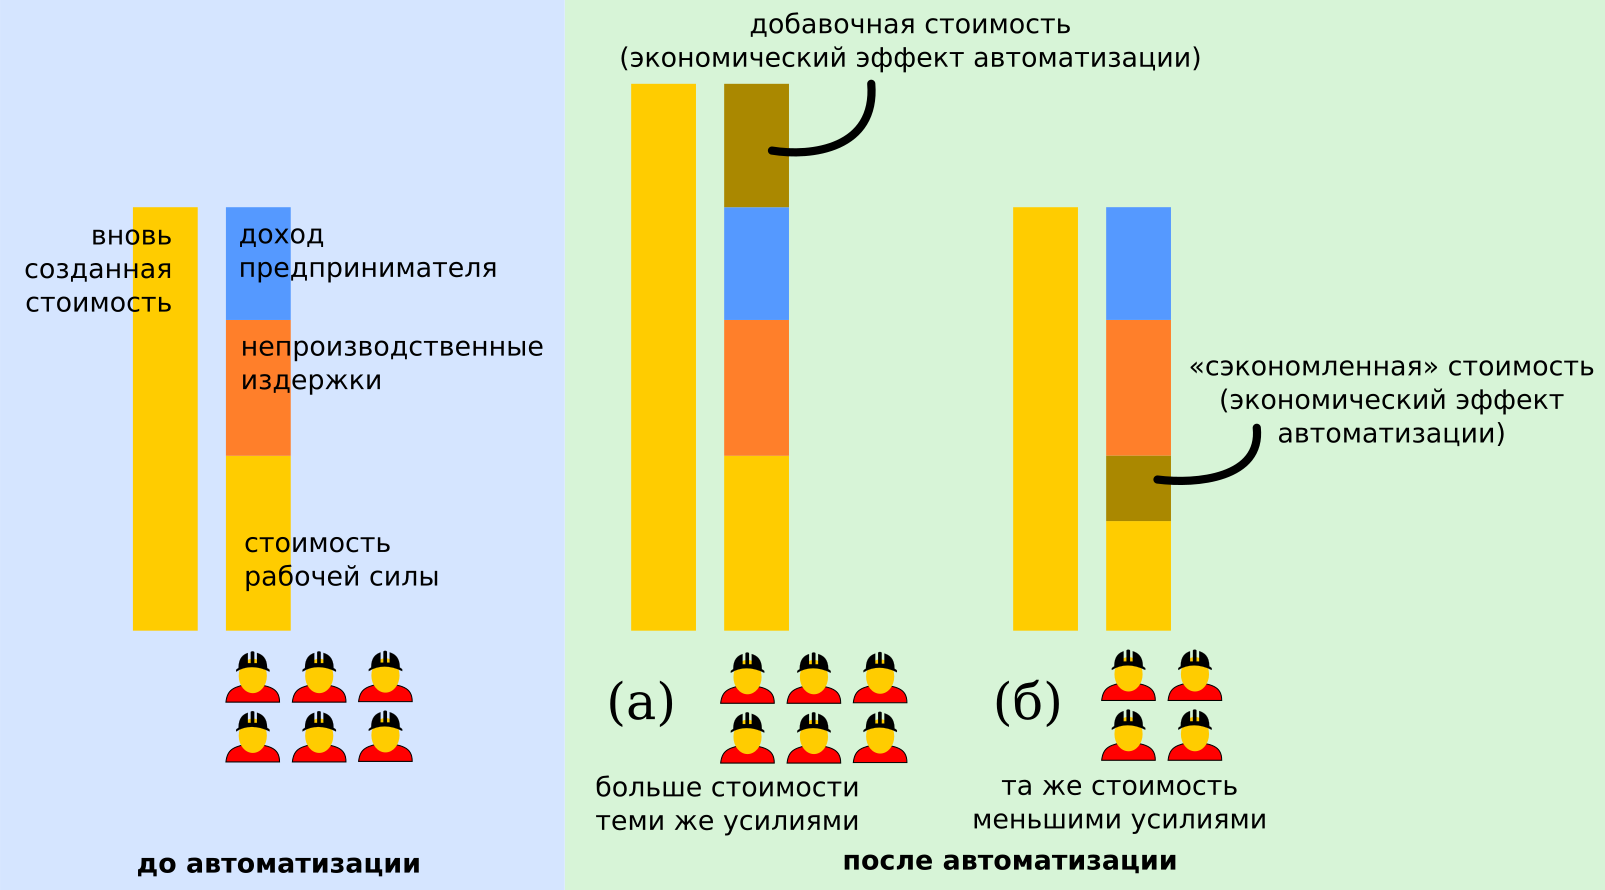 вновь
созданная
стоимость
доход
предпринимателя
непроизводственные
издержки
стоимость
рабочей силы
до автоматизации
добавочная стоимость
(экономический эффект автоматизации)
(а)
больше стоимости
теми же усилиями
«сэкономленная» стоимость
(экономический эффект
автоматизации)
(б)
та же стоимость
меньшими усилиями
после автоматизации